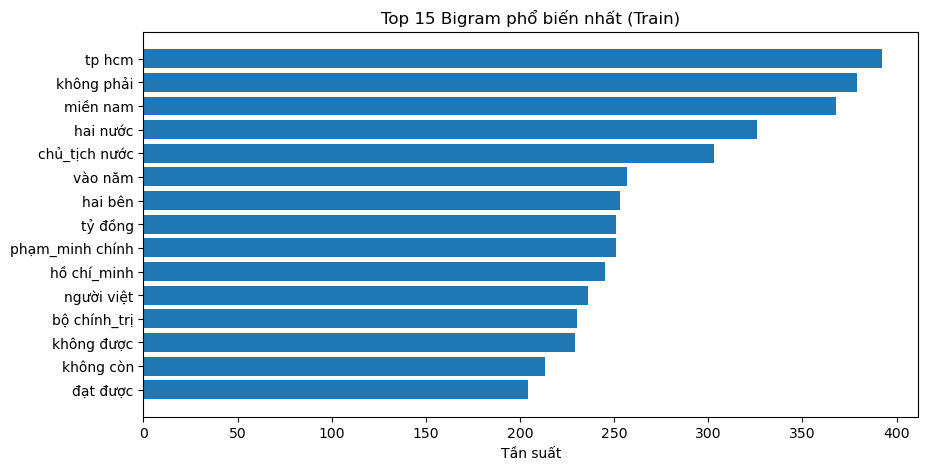 Top 15 Bigram phổ biến nhất (Train)
tp hcm
không phải
miền nam
hai nước
chủ_tịch nước
vào năm
hai bên
tỷ đồng
phạm_minh chính
hồ chí_minh
người việt
bộ chính_trị
không được
không còn
đạt được
0 50 100 150 200 250 300 350 400
Tần suất